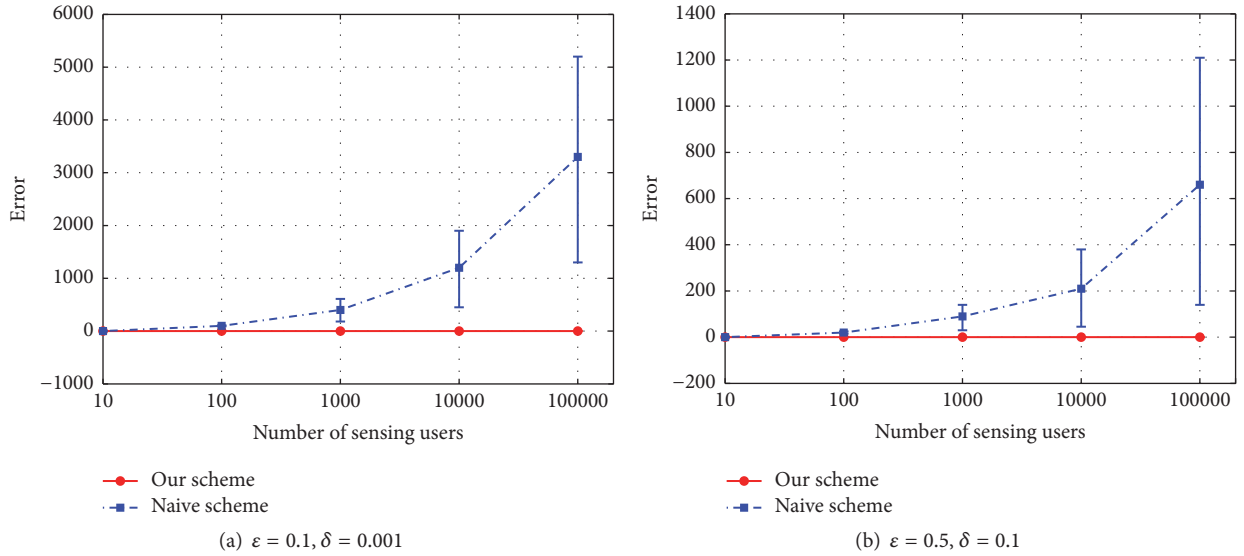 6000
5000
4000
3000
2000
1000
0
−1000
Error
10 100 1000 10000 100000
Number of sensing users
Our scheme
Naive scheme
(a) ε = 0.1, δ = 0.001
1400
1200
1000
800
600
400
200
0
−200
Error
10 100 1000 10000 100000
Number of sensing users
Our scheme
Naive scheme
(b) ε = 0.5, δ = 0.1